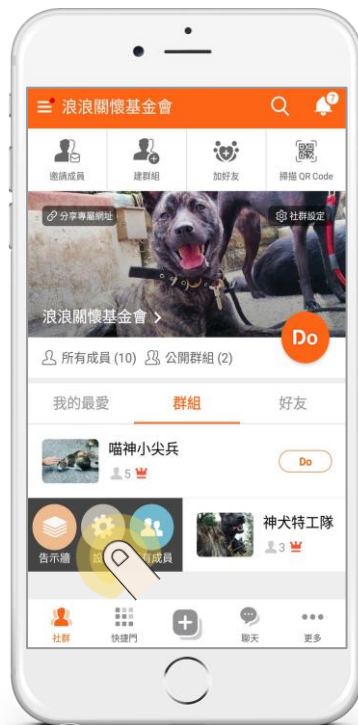 浪浪關懷基金會
7
邀請成員
建群組
加好友
掃描 QR Code
分享專屬網址
社群設定
浪浪關懷基金會 >
Do
所有成員 (10) 公開群組 (2)
我的最愛
群組
好友
喵神小尖兵
5
Do
告示牆
有成員
神犬特工隊
3
社群
快捷門
聊天
更多